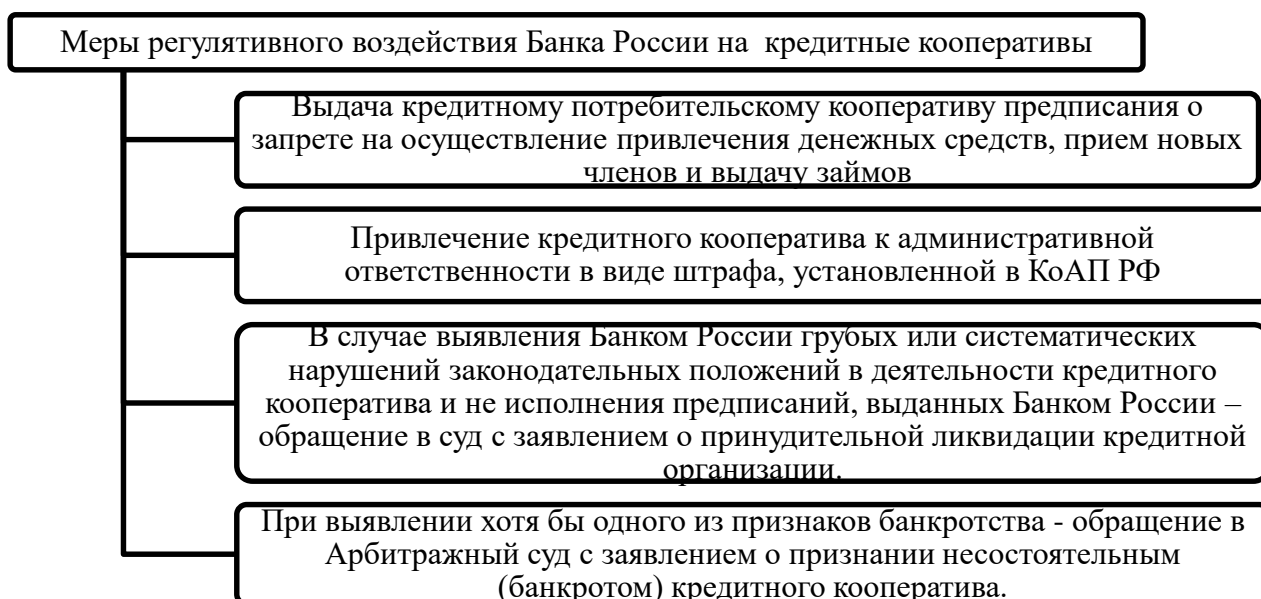 Меры регулятивного воздействия Банка России на кредитные кооперативы
Выдача кредитному потребительскому кооперативу предписания о
запрете на осуществление привлечения денежных средств, прием новых
членов и выдачу займов
Привлечение кредитного кооператива к административной
ответственности в виде штрафа, установленной в КоАП РФ
В случае выявления Банком России грубых или систематических
нарушений законодательных положений в деятельности кредитного
кооператива и не исполнения предписаний, выданных Банком России –
обращение в суд с заявлением о принудительной ликвидации кредитной
организации.
При выявлении хотя бы одного из признаков банкротства - обращение в
Арбитражный суд с заявлением о признании несостоятельным
(банкротом) кредитного кооператива.